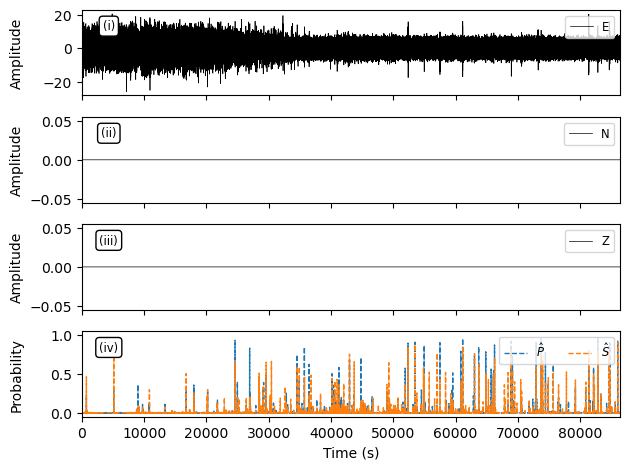 20
0
−20
Amplitude
(i)
E
0.05
0.00
−0.05
Amplitude
(ii)
N
0.05
0.00
−0.05
Amplitude
(iii)
Z
1.0
0.5
0.0
Probability
(iv)
P̂ Ŝ
0 10000 20000 30000 40000 50000 60000 70000 80000
Time (s)